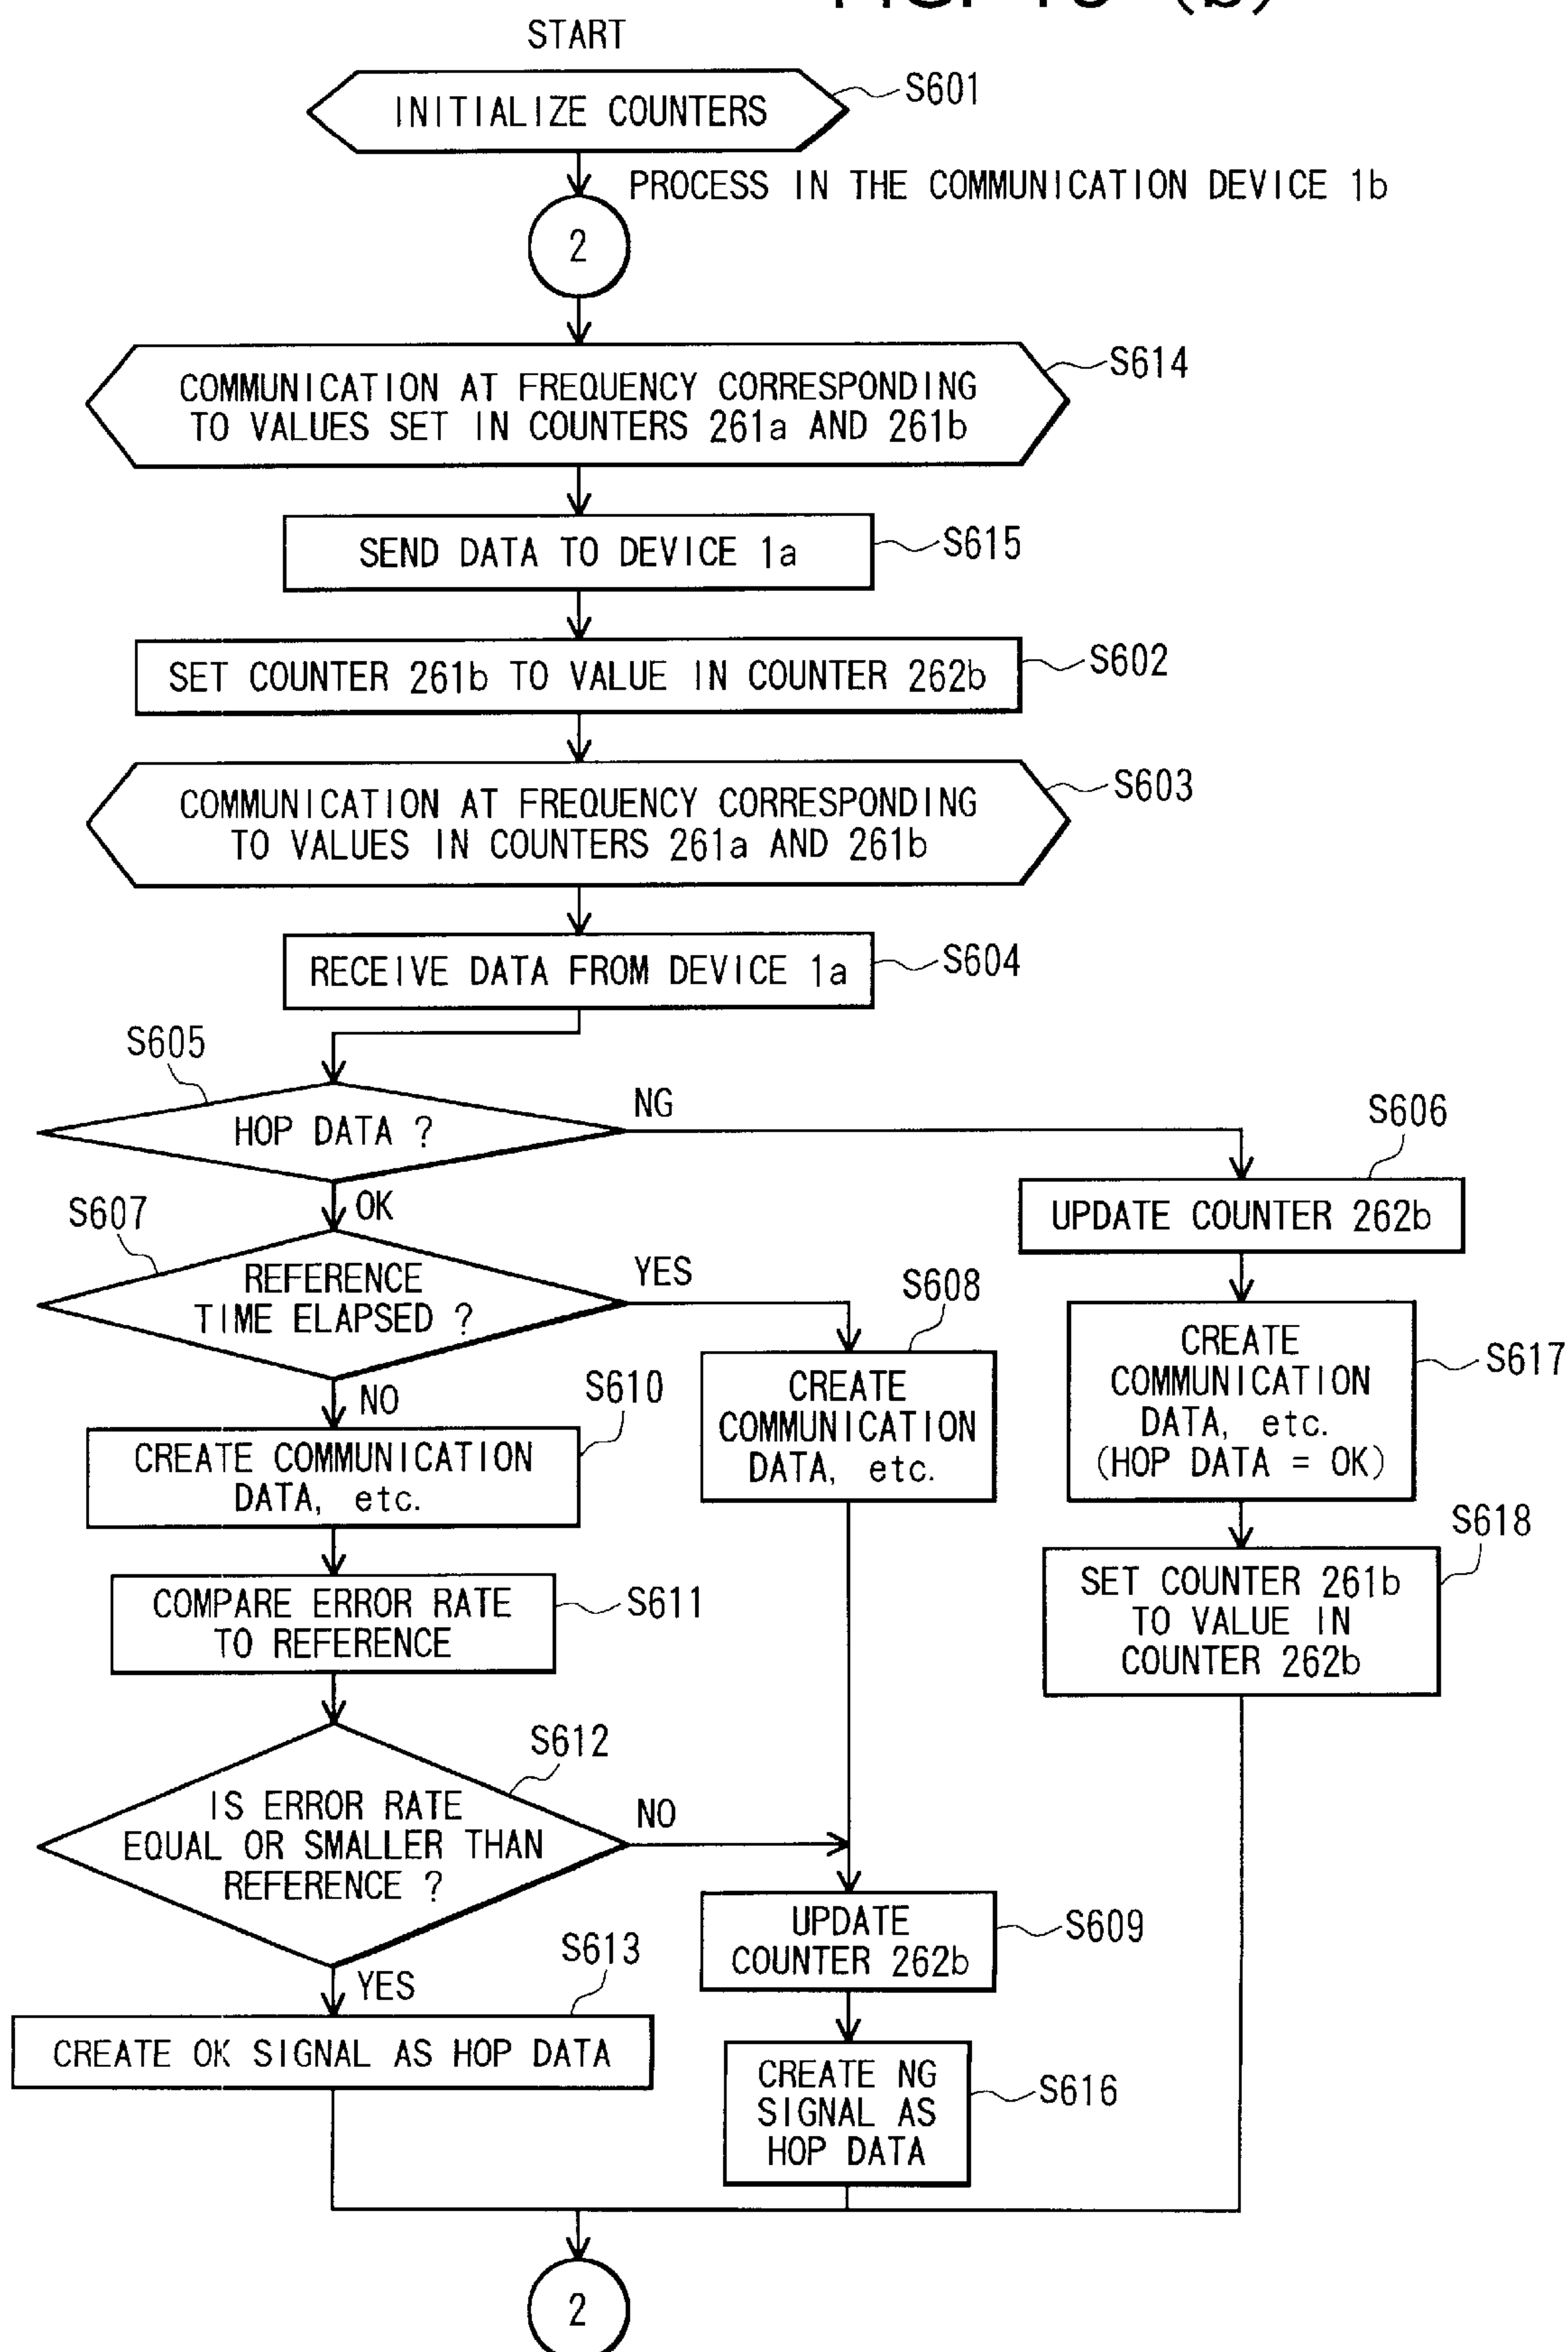 FIG. 10 (b)
START
INITIALIZE COUNTERS
S601
PROCESS IN THE COMMUNICATION DEVICE 1b
2
S614
COMMUNICATION AT FREQUENCY CORRESPONDING
TO VALUES SET IN COUNTERS 261a AND 261b
SEND DATA TO DEVICE 1a
S615
SET COUNTER 261b TO VALUE IN COUNTER 262b
S602
COMMUNICATION AT FREQUENCY CORRESPONDING
TO VALUES IN COUNTERS 261a AND 261b
S603
RECEIVE DATA FROM DEVICE 1a
S604
S605
HOP DATA ?
NG
OK
S606
UPDATE COUNTER 262b
S607
REFERENCE
TIME ELAPSED ?
YES
NO
S608
CREATE
COMMUNICATION
DATA, etc.
CREATE
COMMUNICATION
DATA, etc.
(HOP DATA = OK)
S617
S610
CREATE COMMUNICATION
DATA, etc.
S618
SET COUNTER 261b
TO VALUE IN
COUNTER 262b
COMPARE ERROR RATE
TO REFERENCE
S611
S612
IS ERROR RATE
EQUAL OR SMALLER THAN
REFERENCE ?
NO
YES
UPDATE
COUNTER 262b
S609
S613
CREATE OK SIGNAL AS HOP DATA
CREATE NG
SIGNAL AS
HOP DATA
S616
2